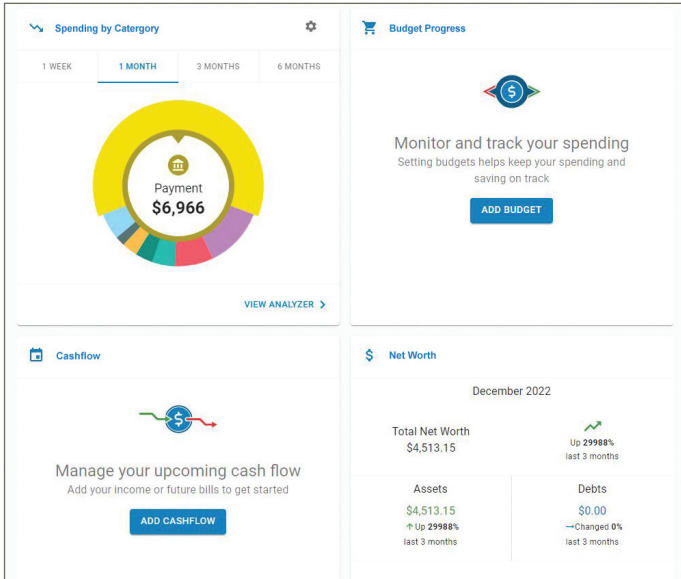 Spending by Catergory
1 WEEK
1 MONTH
3 MONTHS
6 MONTHS
Payment
$6,966
VIEW ANALYZER
Budget Progress
Monitor and track your spending
Setting budgets helps keep your spending and
saving on track
ADD BUDGET
Cashflow
Manage your upcoming cash flow
Add your income or future bills to get started
ADD CASHFLOW
$ Net Worth
December 2022
Total Net Worth
$4,513.15
Up 29988%
last 3 months
Assets
$4,513.15
↑ Up 29988%
last 3 months
Debts
$0.00
→ Changed 0%
last 3 months